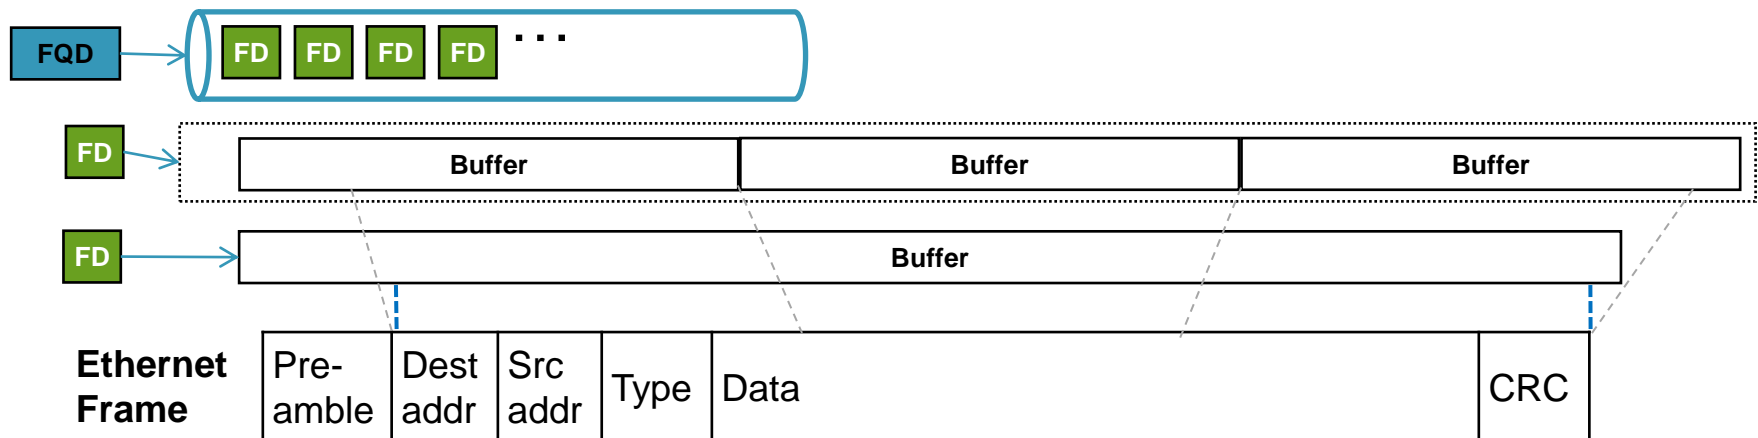 FQD FD FD FD FD ...
FD Buffer Buffer Buffer
FD Buffer
Ethernet Pre- Dest Src Type Data CRC
Frame amble addr addr